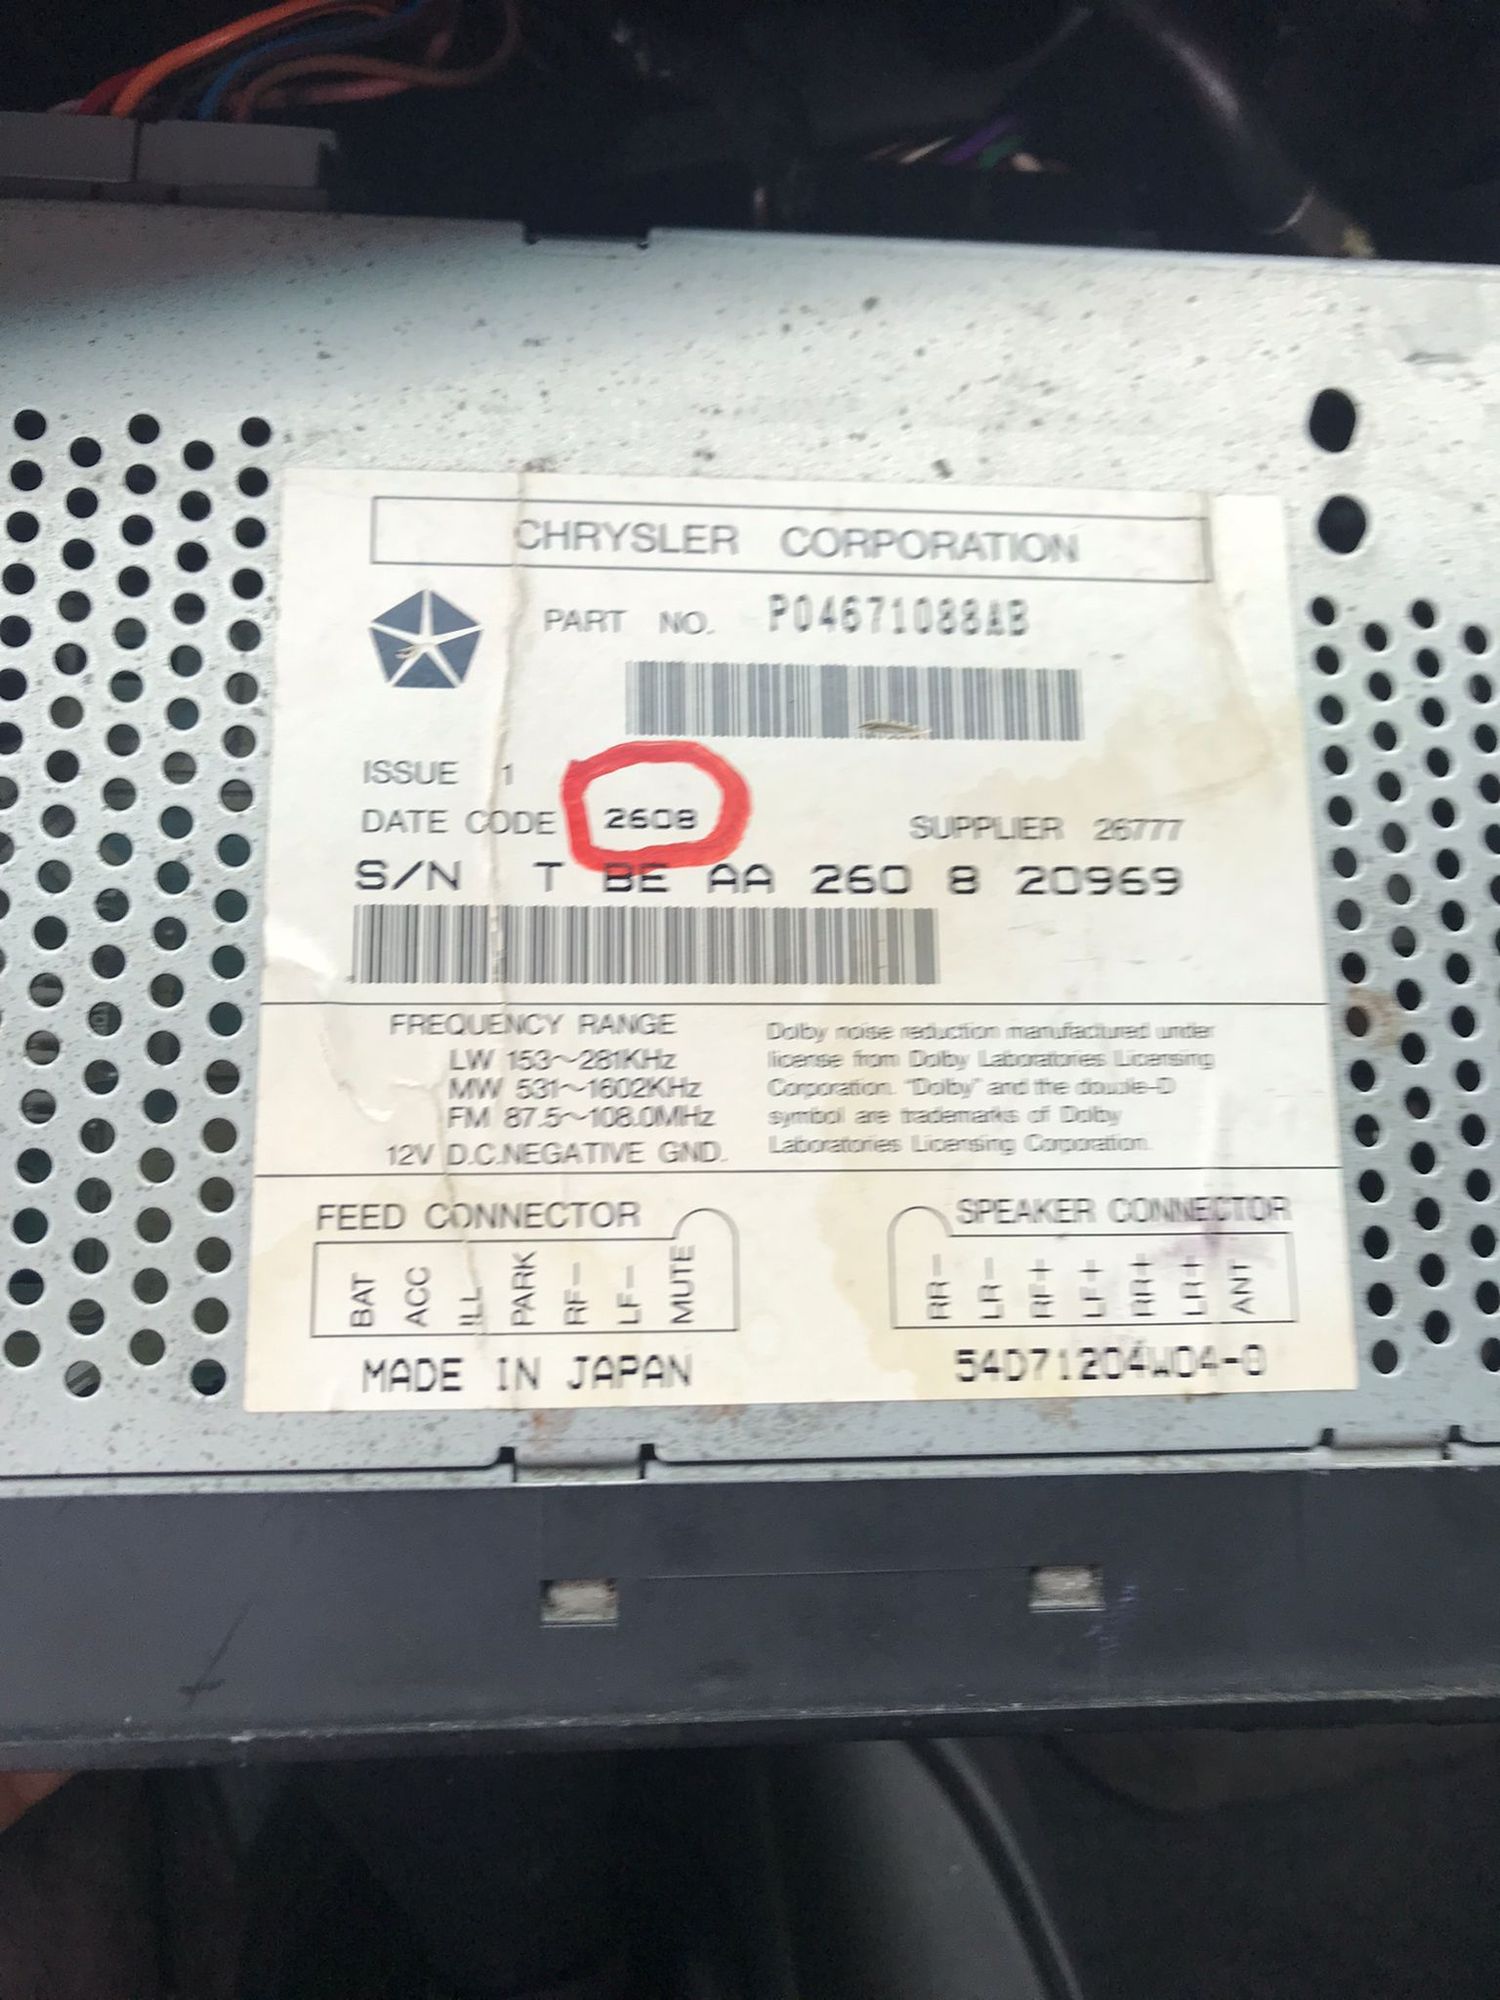 CHRYSLER CORPORATION
PART NO. P04671088AB
ISSUE 1
DATE CODE 2608 SUPPLIER 26777
S/N T BE AA 260 8 20969
FREQUENCY RANGE
LW 153~281KHz
MW 531~1602KHz
FM 87.5~108.0MHz
12V D.C.NEGATIVE GND.
Dolby noise reduction manufactured under
license from Dolby Laboratories Licensing
Corporation. "Dolby" and the double-D
symbol are trademarks of Dolby
Laboratories Licensing Corporation.
FEED CONNECTOR
BAT ACC ILL PARK RF− LF− MUTE
SPEAKER CONNECTOR
RR− LR− RF+ LF+ RR+ LR+ ANT
MADE IN JAPAN 54D71204W04-0